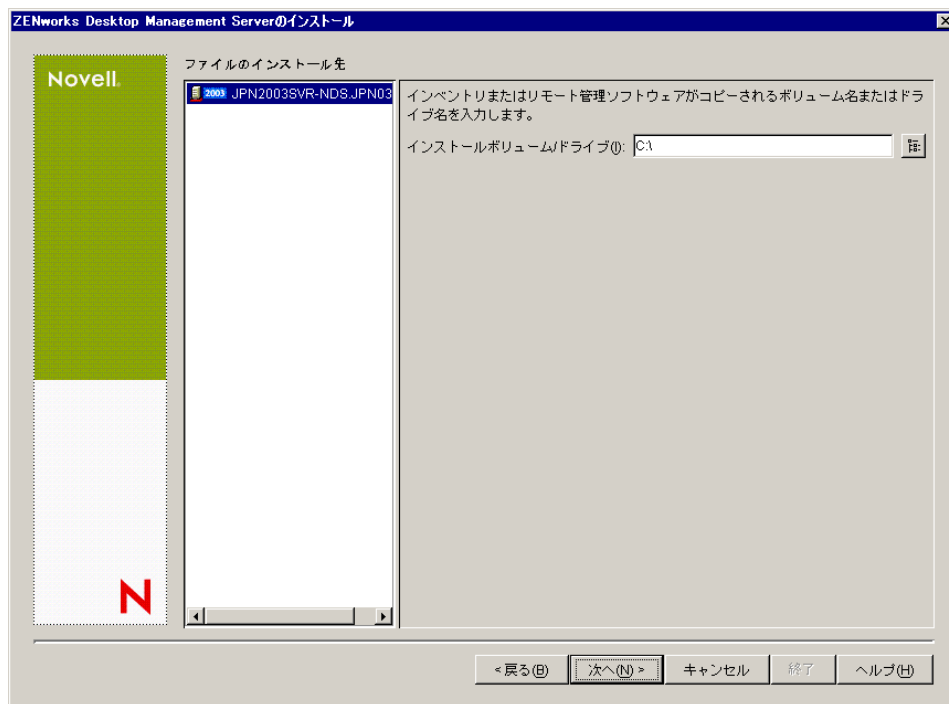 ZENworks Desktop Management Serverのインストール
Novell.
ファイルのインストール先
2003 JPN2003SVR-NDS.JPN03
インベントリまたはリモート管理ソフトウェアがコピーされるボリューム名またはドラ
イブ名を入力します。
インストールボリューム/ドライブ(I): C:\
N
<戻る(B) 次へ(N) > キャンセル 終了 ヘルプ(H)